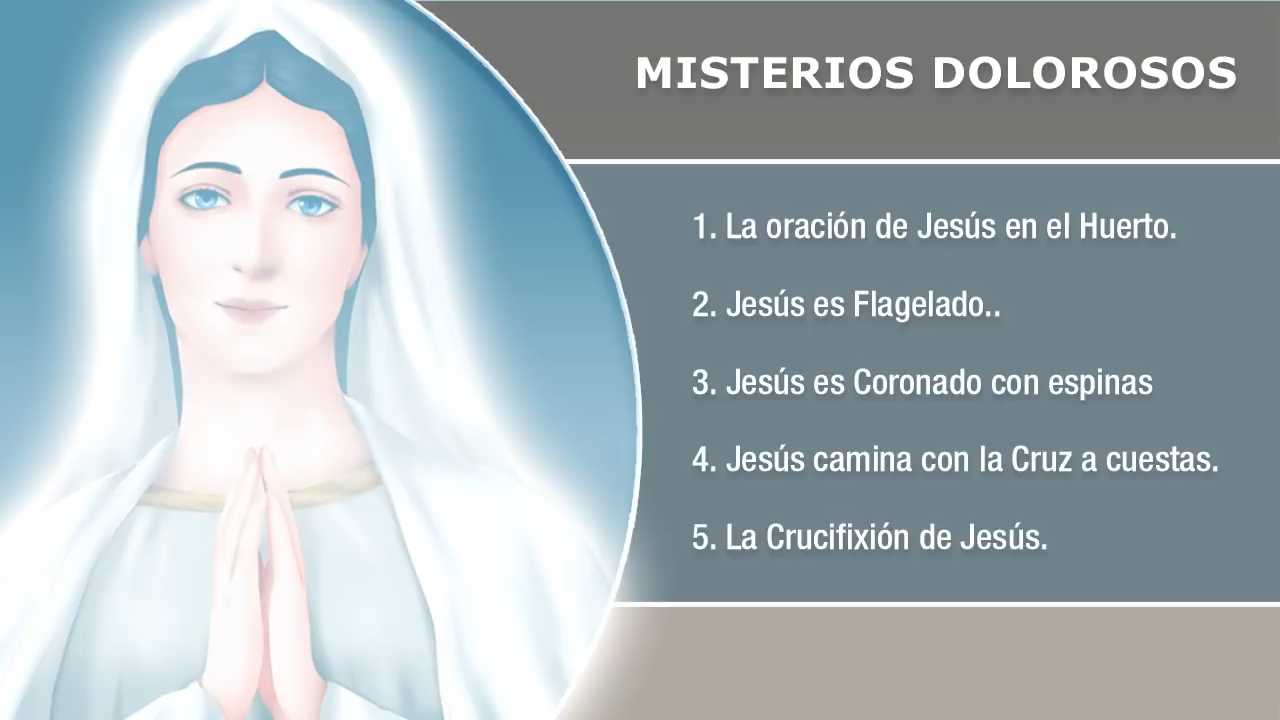 MISTERIOS DOLOROSOS
1. La oración de Jesús en el Huerto.
2. Jesús es Flagelado..
3. Jesús es Coronado con espinas
4. Jesús camina con la Cruz a cuestas.
5. La Crucifixión de Jesús.